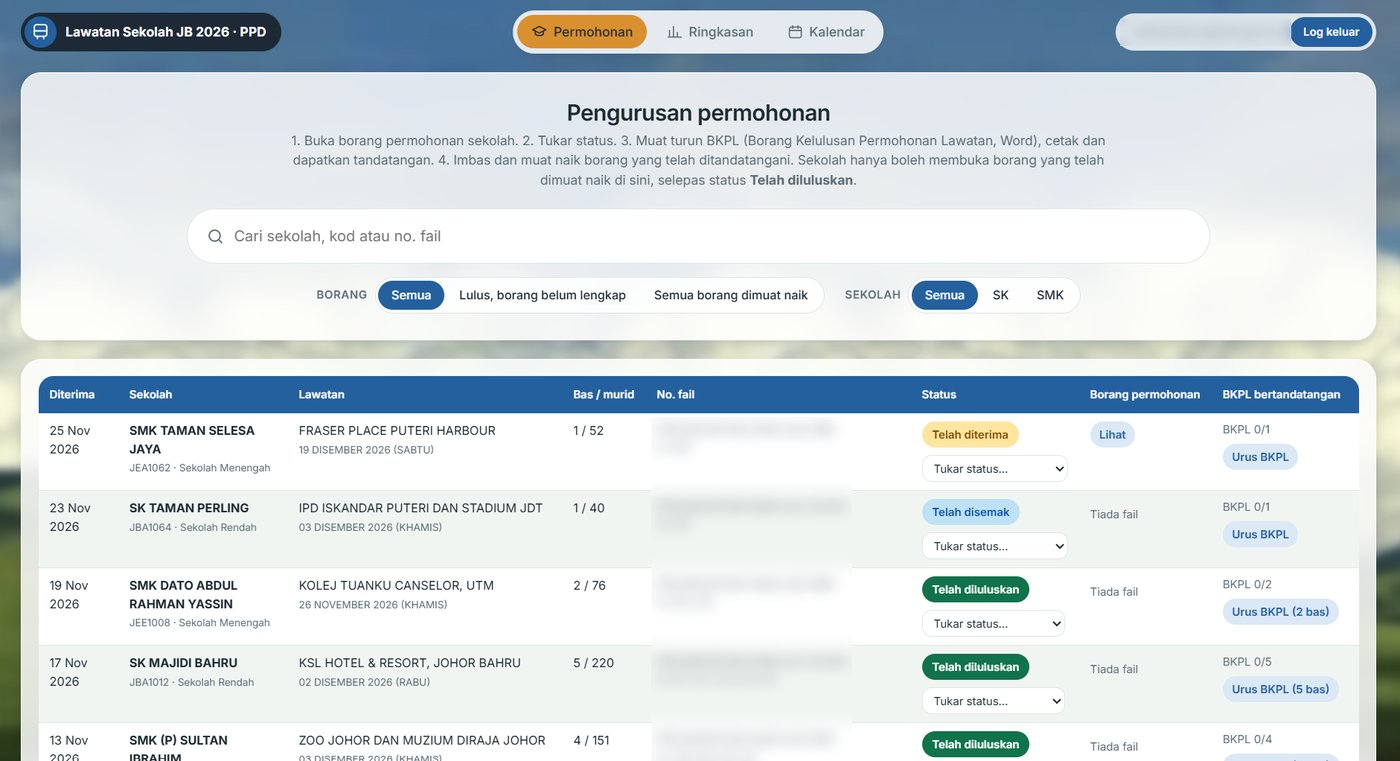 Lawatan Sekolah JB 2026 · PPD
Permohonan
Ringkasan
Kalendar
Log keluar
Pengurusan permohonan
1. Buka borang permohonan sekolah. 2. Tukar status. 3. Muat turun BKPL (Borang Kelulusan Permohonan Lawatan, Word), cetak dan
dapatkan tandatangan. 4. Imbas dan muat naik borang yang telah ditandatangani. Sekolah hanya boleh membuka borang yang telah
dimuat naik di sini, selepas status Telah diluluskan.
Cari sekolah, kod atau no. fail
BORANG Semua Lulus, borang belum lengkap Semua borang dimuat naik SEKOLAH Semua SK SMK
Diterima Sekolah Lawatan Bas / murid No. fail Status Borang permohonan BKPL bertandatangan
25 Nov
2026
SMK TAMAN SELESA
JAYA
JEA1062 · Sekolah Menengah
FRASER PLACE PUTERI HARBOUR
19 DISEMBER 2026 (SABTU)
1 / 52
Telah diterima
Tukar status...
Lihat
BKPL 0/1
Urus BKPL
23 Nov
2026
SK TAMAN PERLING
JBA1064 · Sekolah Rendah
IPD ISKANDAR PUTERI DAN STADIUM JDT
03 DISEMBER 2026 (KHAMIS)
1 / 40
Telah disemak
Tukar status...
Tiada fail
BKPL 0/1
Urus BKPL
19 Nov
2026
SMK DATO ABDUL
RAHMAN YASSIN
JEE1008 · Sekolah Menengah
KOLEJ TUANKU CANSELOR, UTM
26 NOVEMBER 2026 (KHAMIS)
2 / 76
Telah diluluskan
Tukar status...
Tiada fail
BKPL 0/2
Urus BKPL (2 bas)
17 Nov
2026
SK MAJIDI BAHRU
JBA1012 · Sekolah Rendah
KSL HOTEL & RESORT, JOHOR BAHRU
02 DISEMBER 2026 (RABU)
5 / 220
Telah diluluskan
Tukar status...
Tiada fail
BKPL 0/5
Urus BKPL (5 bas)
13 Nov
2026
SMK (P) SULTAN
IBRAHIM
ZOO JOHOR DAN MUZIUM DIRAJA JOHOR
03 DISEMBER 2026 (KHAMIS)
4 / 151
Telah diluluskan
Tiada fail
BKPL 0/4